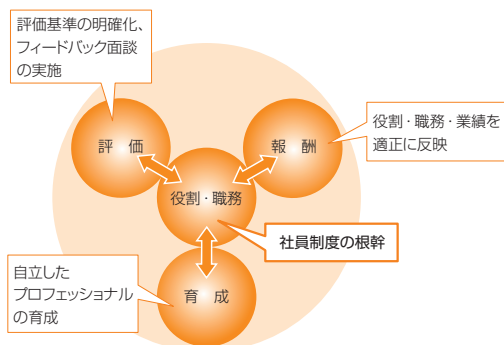 評価基準の明確化、
フィードバック面談
の実施
評 価
報 酬
役割・職務・業績を
適正に反映
役割・職務
社員制度の根幹
自立した
プロフェッショナル
の育成
育 成